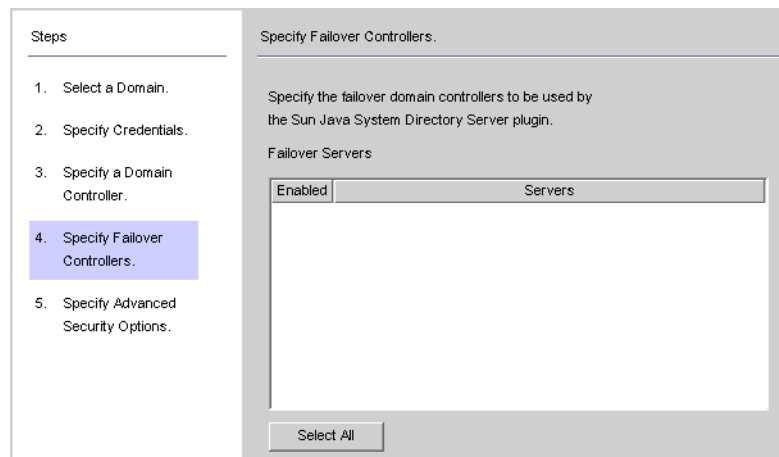 Steps
1. Select a Domain.
2. Specify Credentials.
3. Specify a Domain
Controller.
4. Specify Failover
Controllers.
5. Specify Advanced
Security Options.
Specify Failover Controllers.
Specify the failover domain controllers to be used by
the Sun Java System Directory Server plugin.
Failover Servers
Enabled Servers
Select All